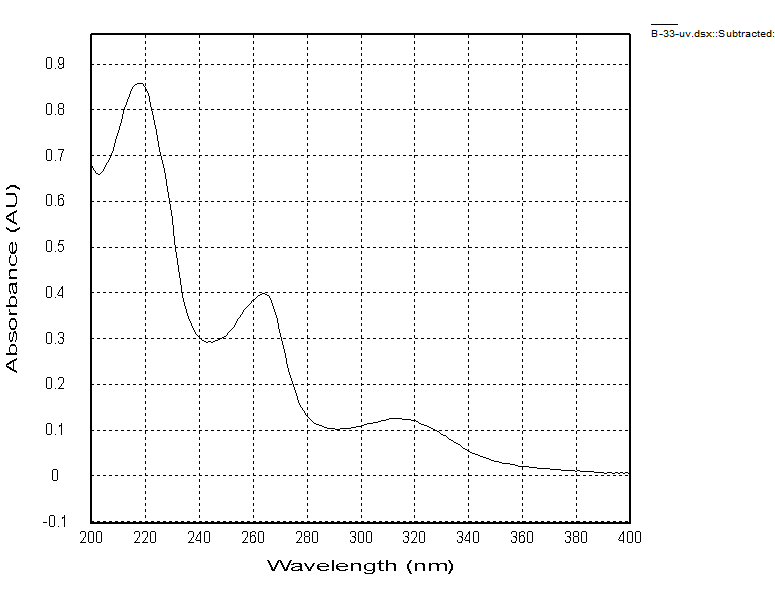 B-33-uv.dsx::Subtracted:
0.9
0.8
0.7
0.6
0.5
0.4
0.3
0.2
0.1
0
-0.1
Absorbance (AU)
200 220 240 260 280 300 320 340 360 380 400
Wavelength (nm)